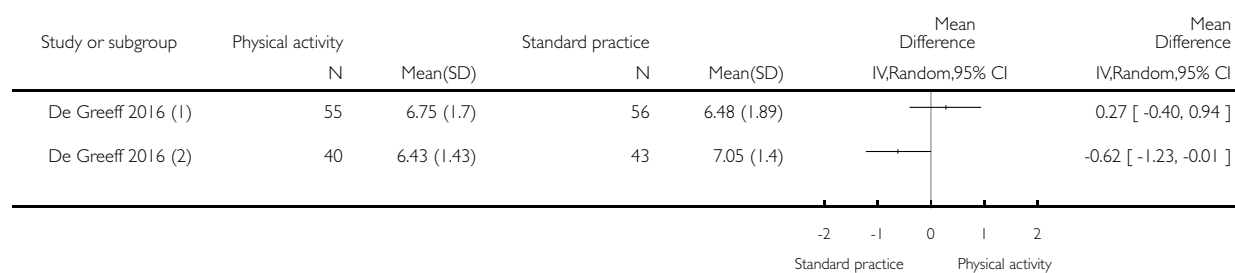 Mean Mean
Study or subgroup Physical activity Standard practice Difference Difference
N Mean(SD) N Mean(SD) IV,Random,95% CI IV,Random,95% CI
De Greeff 2016 (1) 55 6.75 (1.7) 56 6.48 (1.89) 0.27 [ -0.40, 0.94 ]
De Greeff 2016 (2) 40 6.43 (1.43) 43 7.05 (1.4) -0.62 [ -1.23, -0.01 ]
-2 -1 0 1 2
Standard practice Physical activity